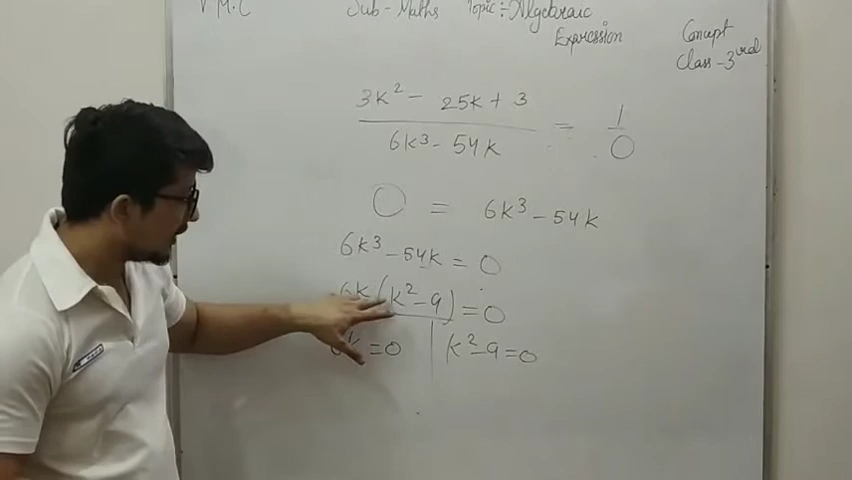 V.M.C Sub-Maths Topic:-Algebraic
Expression
Concept
Class-3rd
3k² - 25k + 3 / 6k³ - 54k = 1/0
0 = 6k³ - 54k
6k³ - 54k = 0
6k(k² - 9) = 0
6k = 0 | k² - 9 = 0